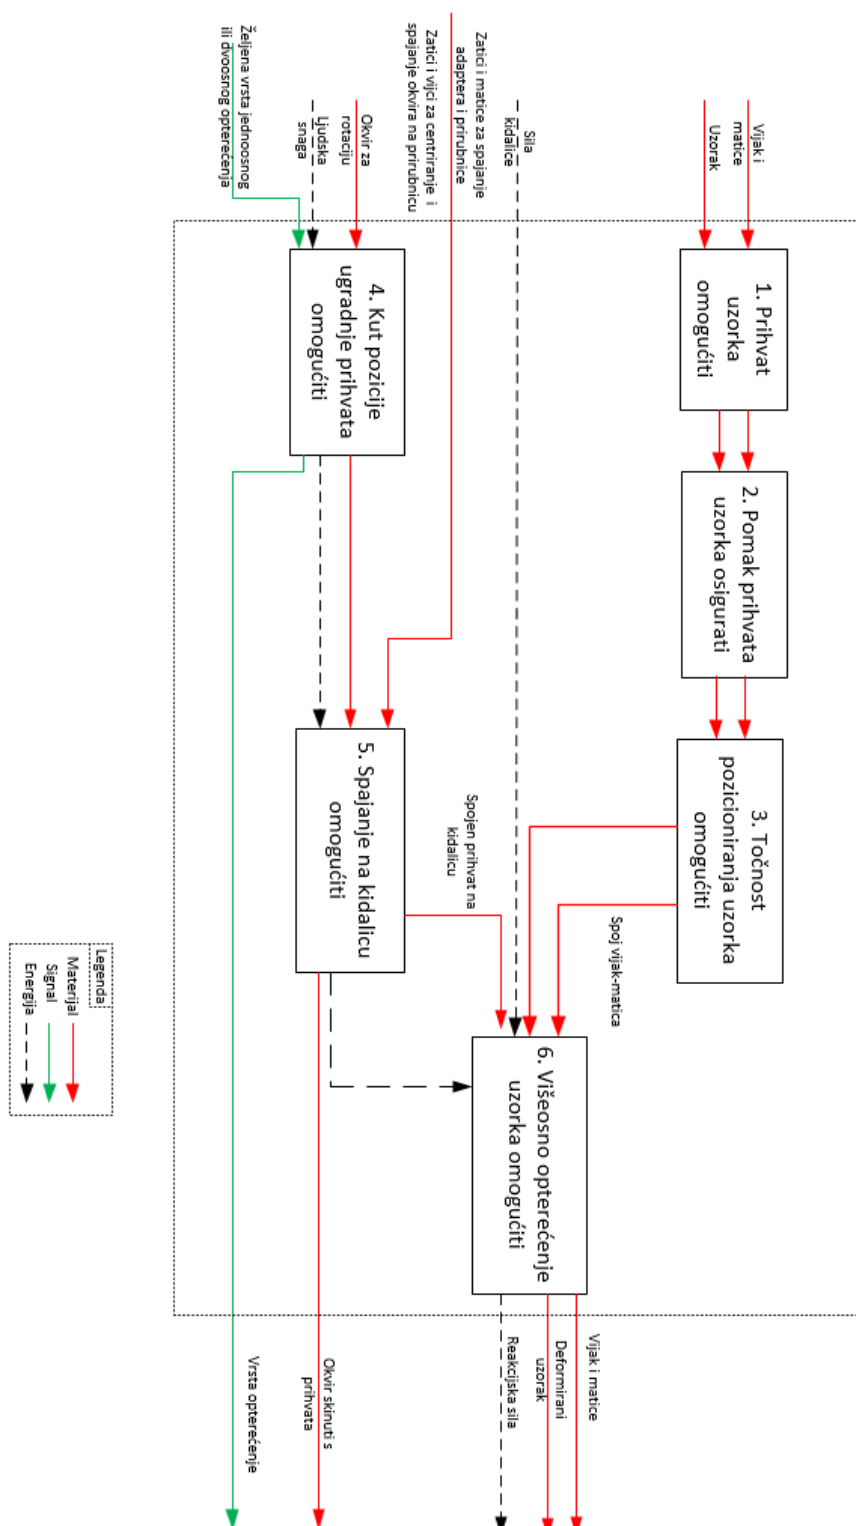 Vijak i
matice
Uzorak
1. Prihvat
uzorka
omogućiti
2. Pomak prihvata
uzorka osigurati
3. Točnost
pozicioniranja uzorka
omogućiti
Spoj vijak-matica
Sila
kidalice
Zatici i matice za spajanje
adaptera i prirubnice
Zatici i vijci za centriranje i
spajanje okvira na prirubnicu
Okvir za
rotaciju
Ljudska
snaga
Željena vrsta jednoosnog
ili dvoosnog opterećenja
4. Kut pozicije
ugradnje prihvata
omogućiti
5. Spajanje na kidalicu
omogućiti
Spojen prihvat na
kidalicu
6. Višeosno opterećenje
uzorka omogućiti
Vijak i matice
Deformirani
uzorak
Reakcijska sila
Okvir skinuti s
prihvata
Vrsta opterećenje
Legenda
Materijal
Signal
Energija